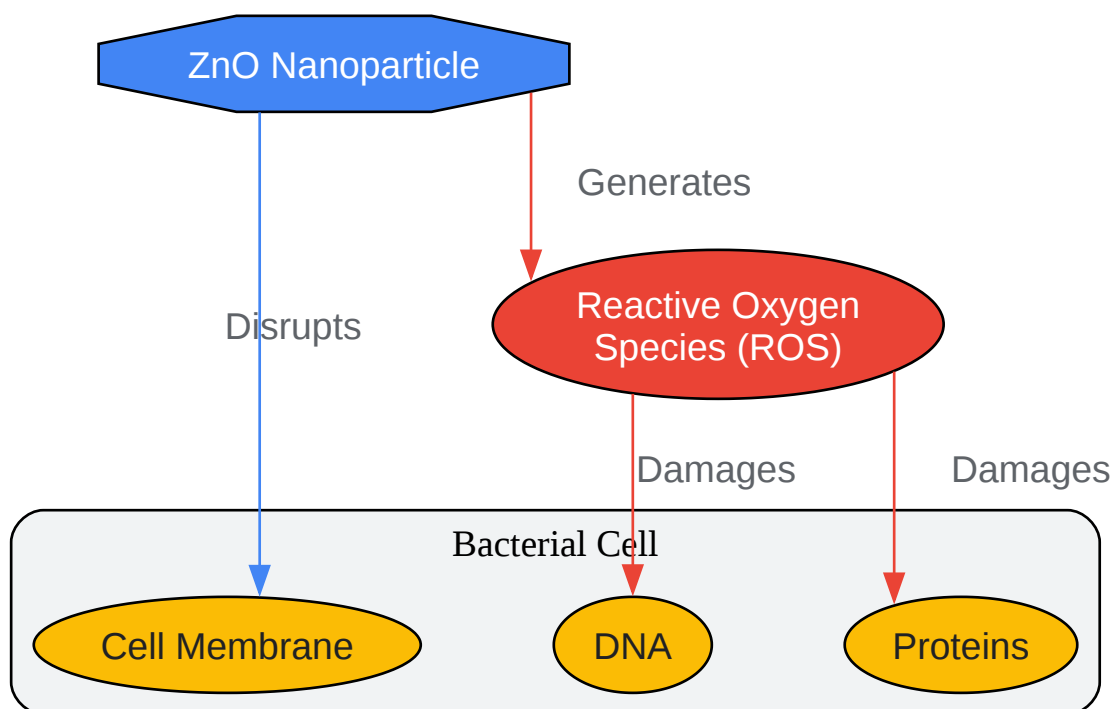 ZnO Nanoparticle
Generates
Reactive Oxygen
Species (ROS)
Disrupts
Damages
Damages
Bacterial Cell
Cell Membrane
DNA
Proteins